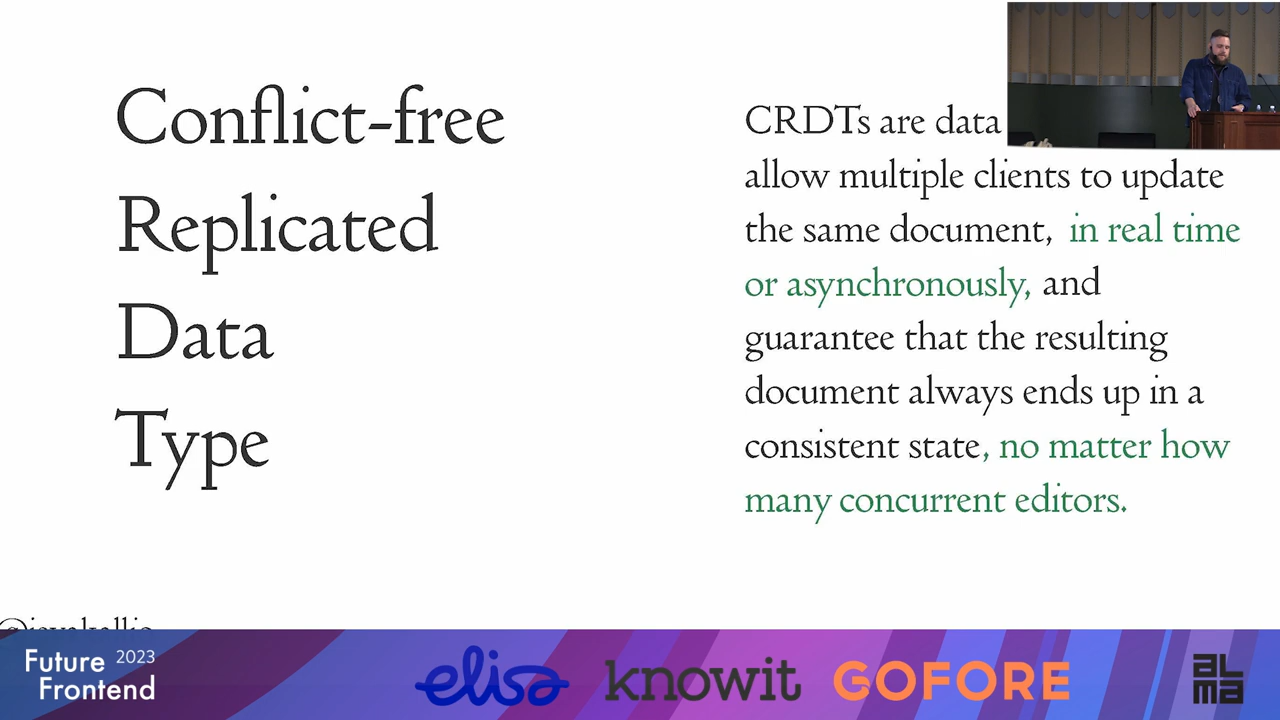 Conflict-free
Replicated
Data
Type
CRDTs are data
allow multiple clients to update
the same document, in real time
or asynchronously, and
guarantee that the resulting
document always ends up in a
consistent state, no matter how
many concurrent editors.
Future 2023
Frontend
elisa
knowit
GOFORE
alma